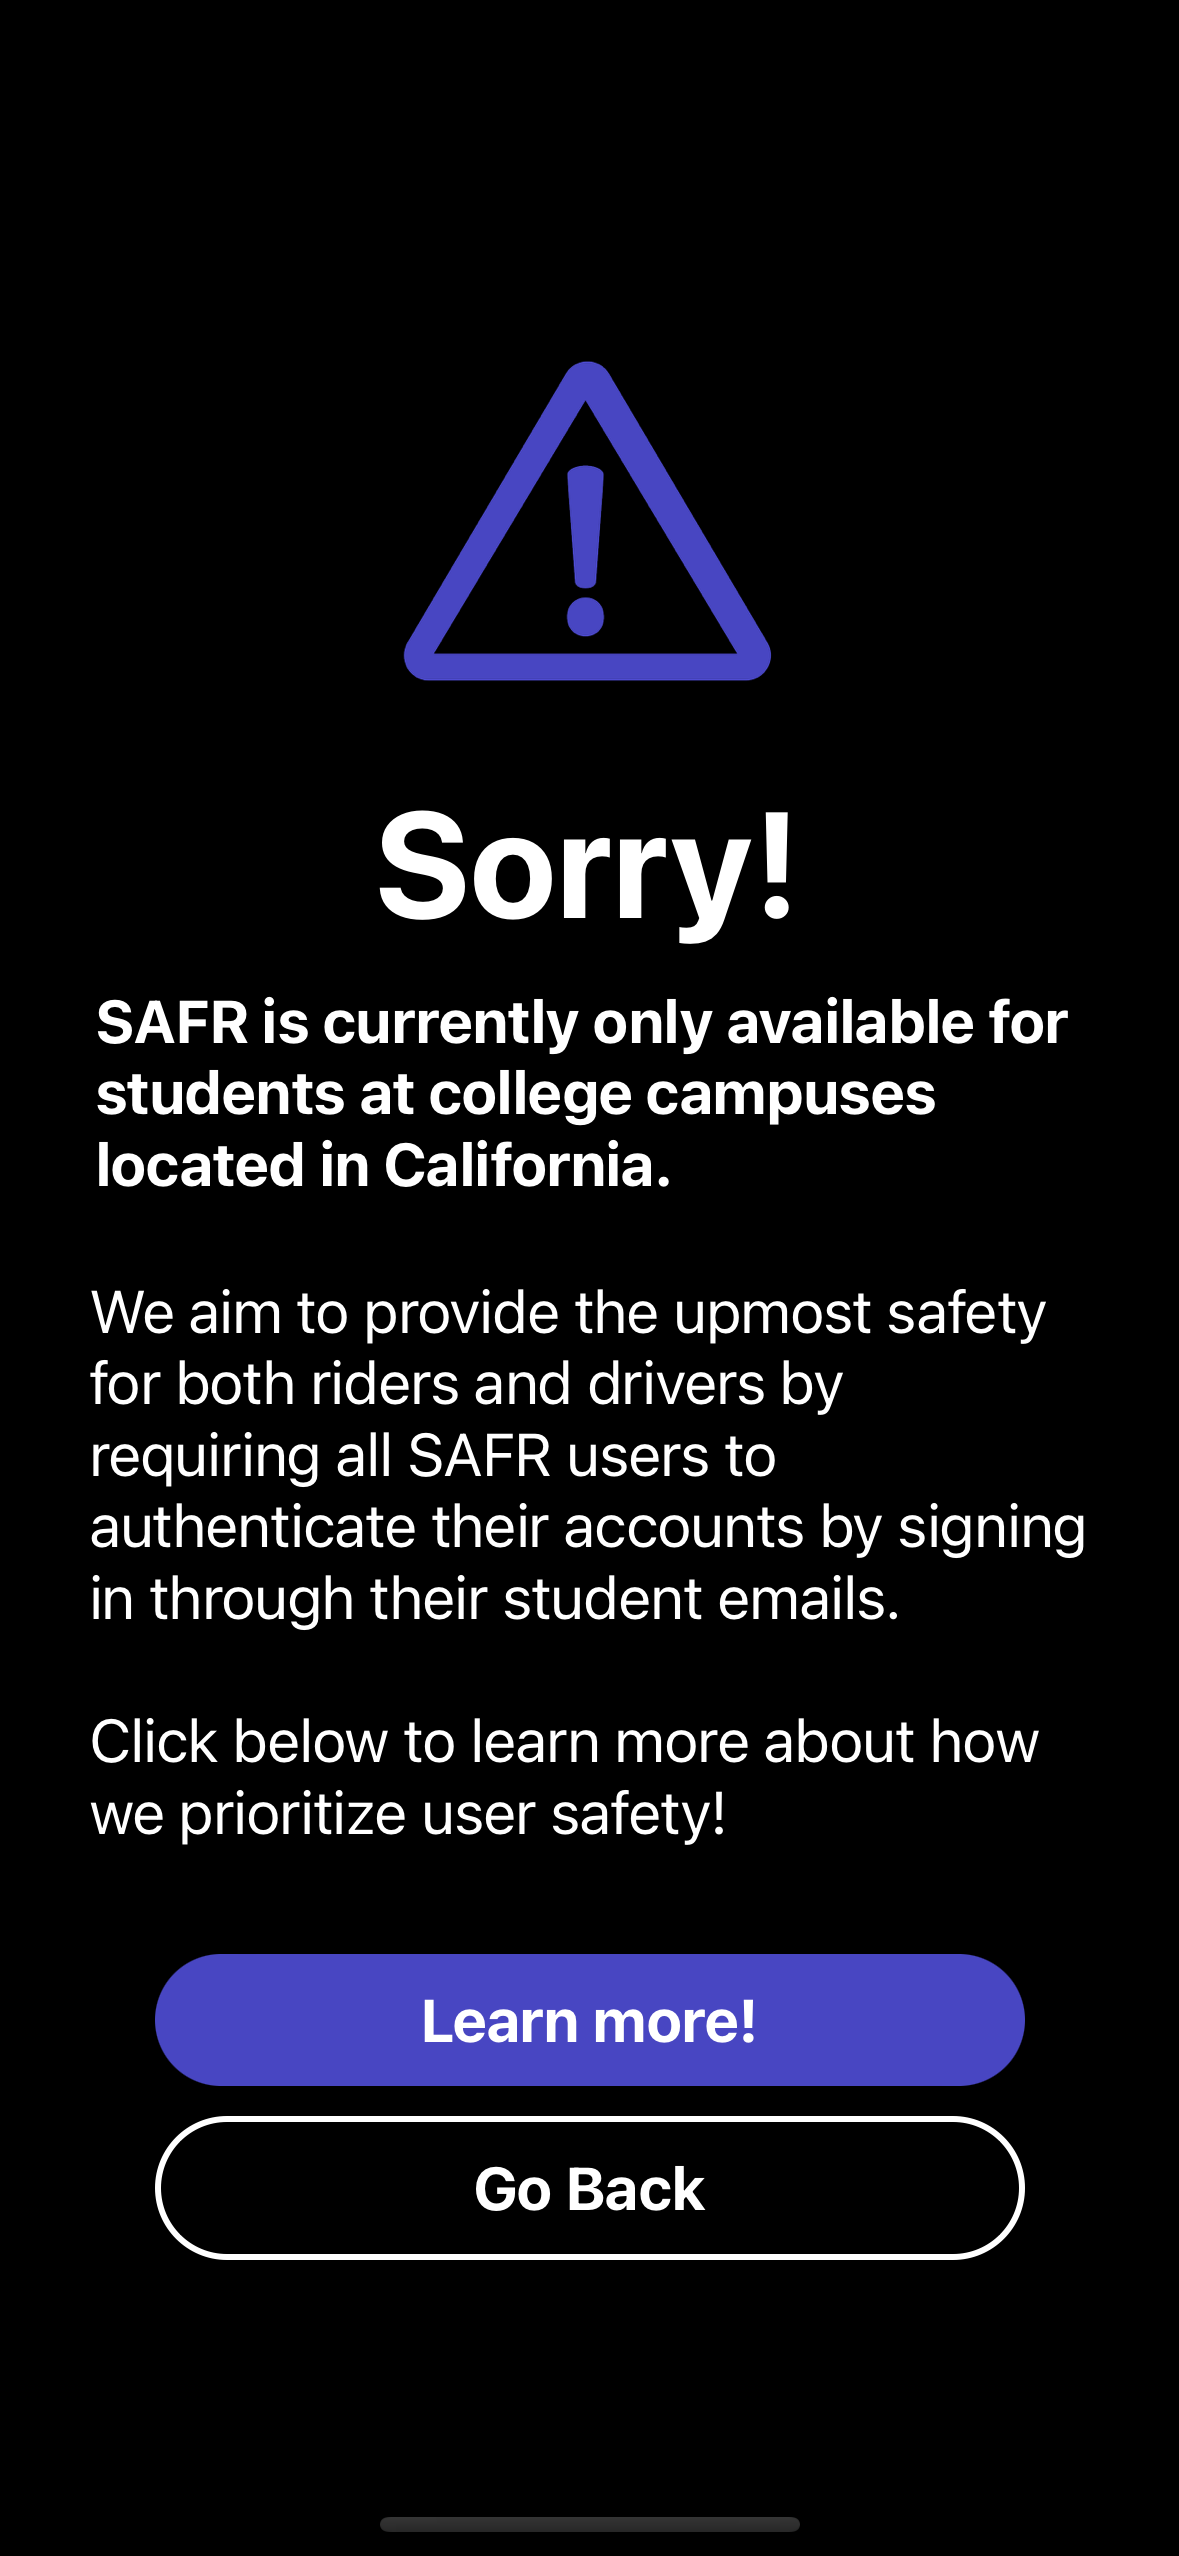 Sorry!
SAFR is currently only available for
students at college campuses
located in California.
We aim to provide the upmost safety
for both riders and drivers by
requiring all SAFR users to
authenticate their accounts by signing
in through their student emails.
Click below to learn more about how
we prioritize user safety!
Learn more!
Go Back